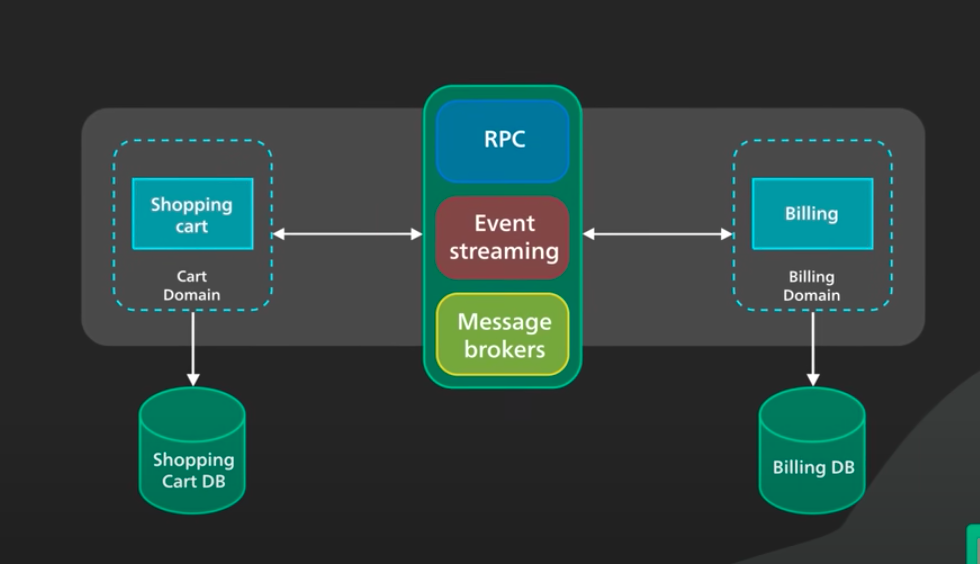 RPC
Event
streaming
Message
brokers
Shopping
cart
Cart
Domain
Shopping
Cart DB
Billing
Billing
Domain
Billing DB